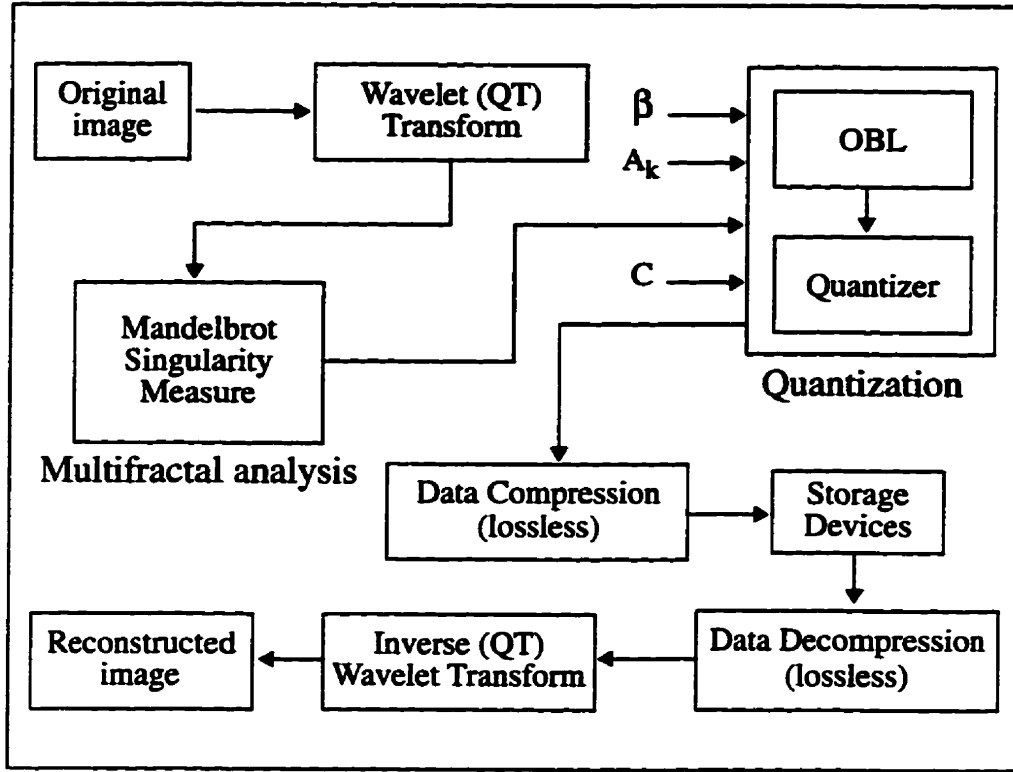 Original
image
Wavelet (QT)
Transform
β
A_k
C
OBL
Quantizer
Quantization
Mandelbrot
Singularity
Measure
Multifractal analysis
Data Compression
(lossless)
Storage
Devices
Data Decompression
(lossless)
Inverse (QT)
Wavelet Transform
Reconstructed
image